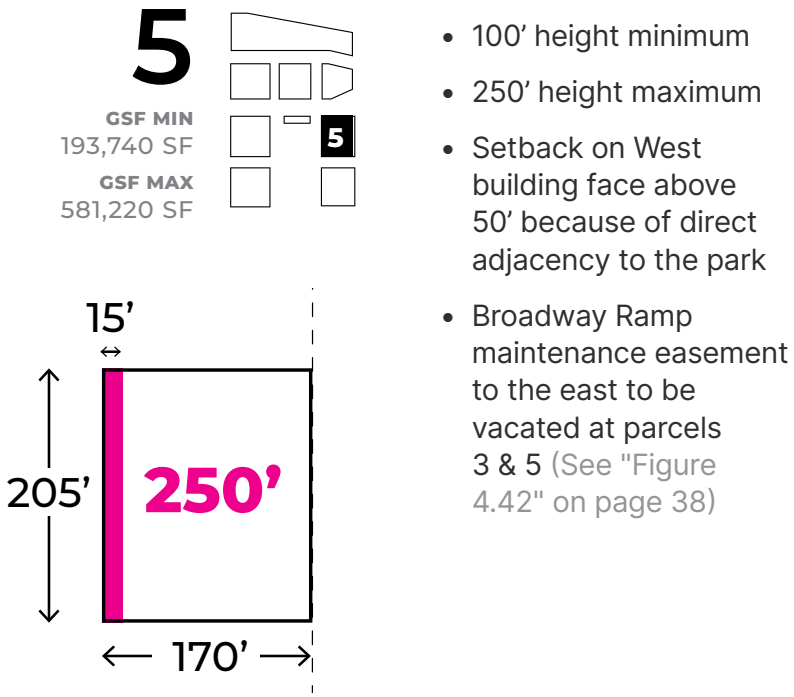 5
GSF MIN
193,740 SF
GSF MAX
581,220 SF
5
• 100’ height minimum
• 250’ height maximum
• Setback on West
building face above
50’ because of direct
adjacency to the park
• Broadway Ramp
maintenance easement
to the east to be
vacated at parcels
3 & 5 (See "Figure
4.42" on page 38)
15’
205’
250’
170’